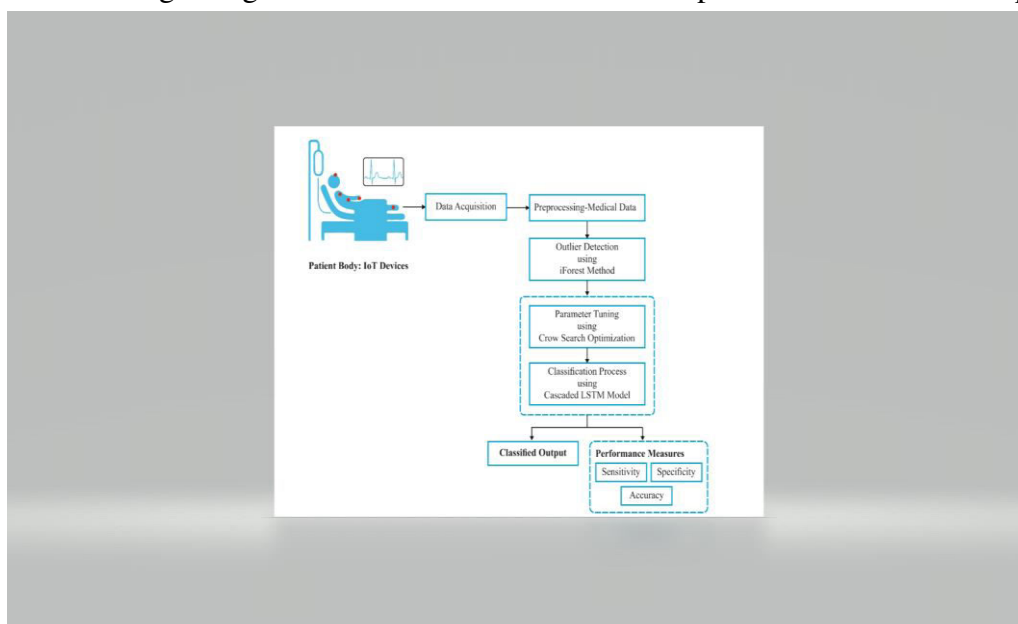 Patient Body: IoT Devices
Data Acquisition
Preprocessing-Medical Data
Outlier Detection
using
iForest Method
Parameter Tuning
using
Crow Search Optimization
Classification Process
using
Cascaded LSTM Model
Classified Output
Performance Measures
Sensitivity
Specificity
Accuracy